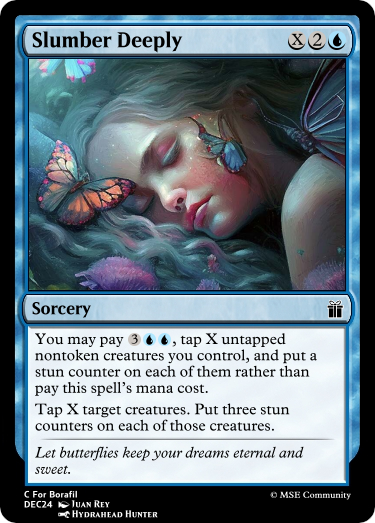 Slumber Deeply X 2
Sorcery
You may pay 3, tap X untapped
nontoken creatures you control, and put a
stun counter on each of them rather than
pay this spell's mana cost.
Tap X target creatures. Put three stun
counters on each of those creatures.
Let butterflies keep your dreams eternal and
sweet.
C For Borafil
DEC24 Juan Rey © MSE Community
Hydrahead Hunter